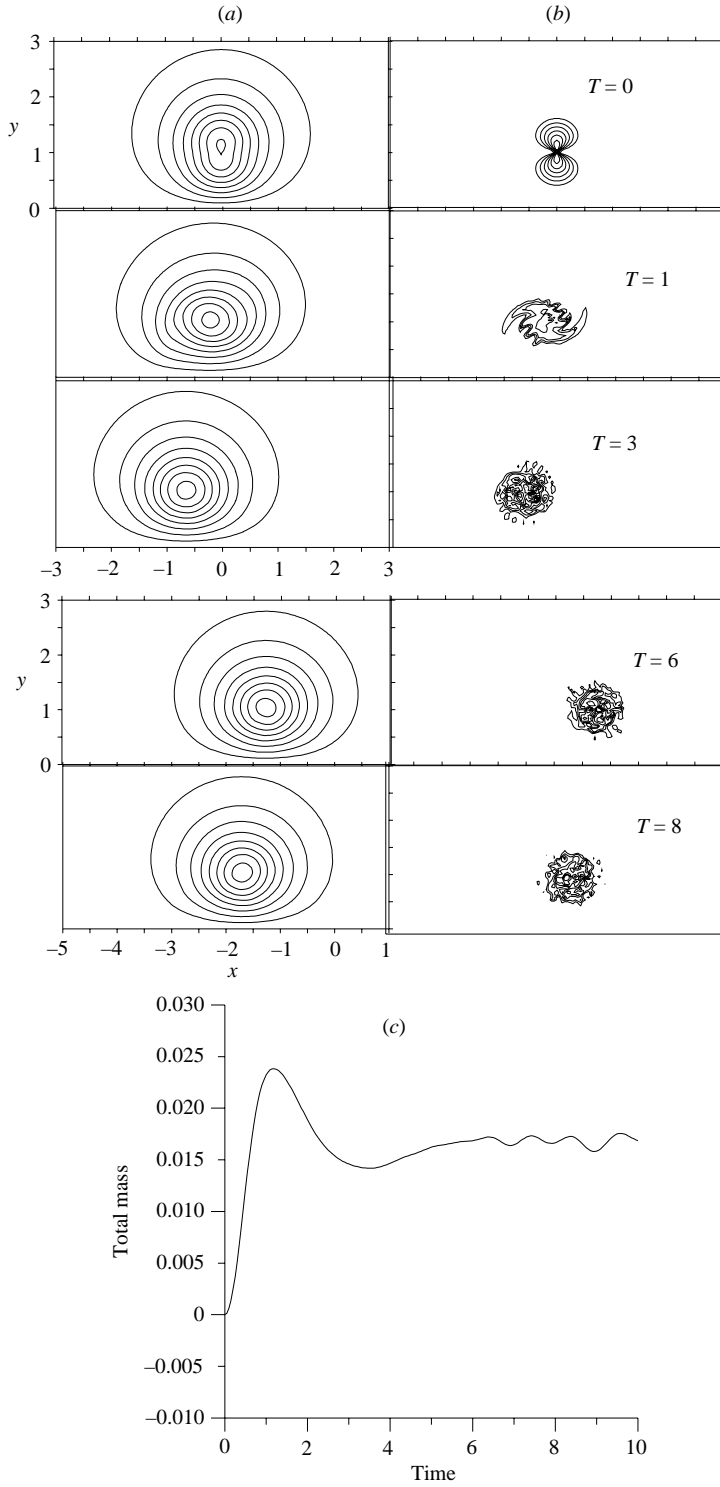 (a) (b)
3
T = 0
2
y
1
0
T = 1
T = 3
–3 –2 –1 0 1 2 3
3
T = 6
2
y
1
0
T = 8
–5 –4 –3 –2 –1 0 1
x
0.030
(c)
0.025
0.020
0.015
Total mass
0.010
0.005
0
–0.005
–0.010
0 2 4 6 8 10
Time